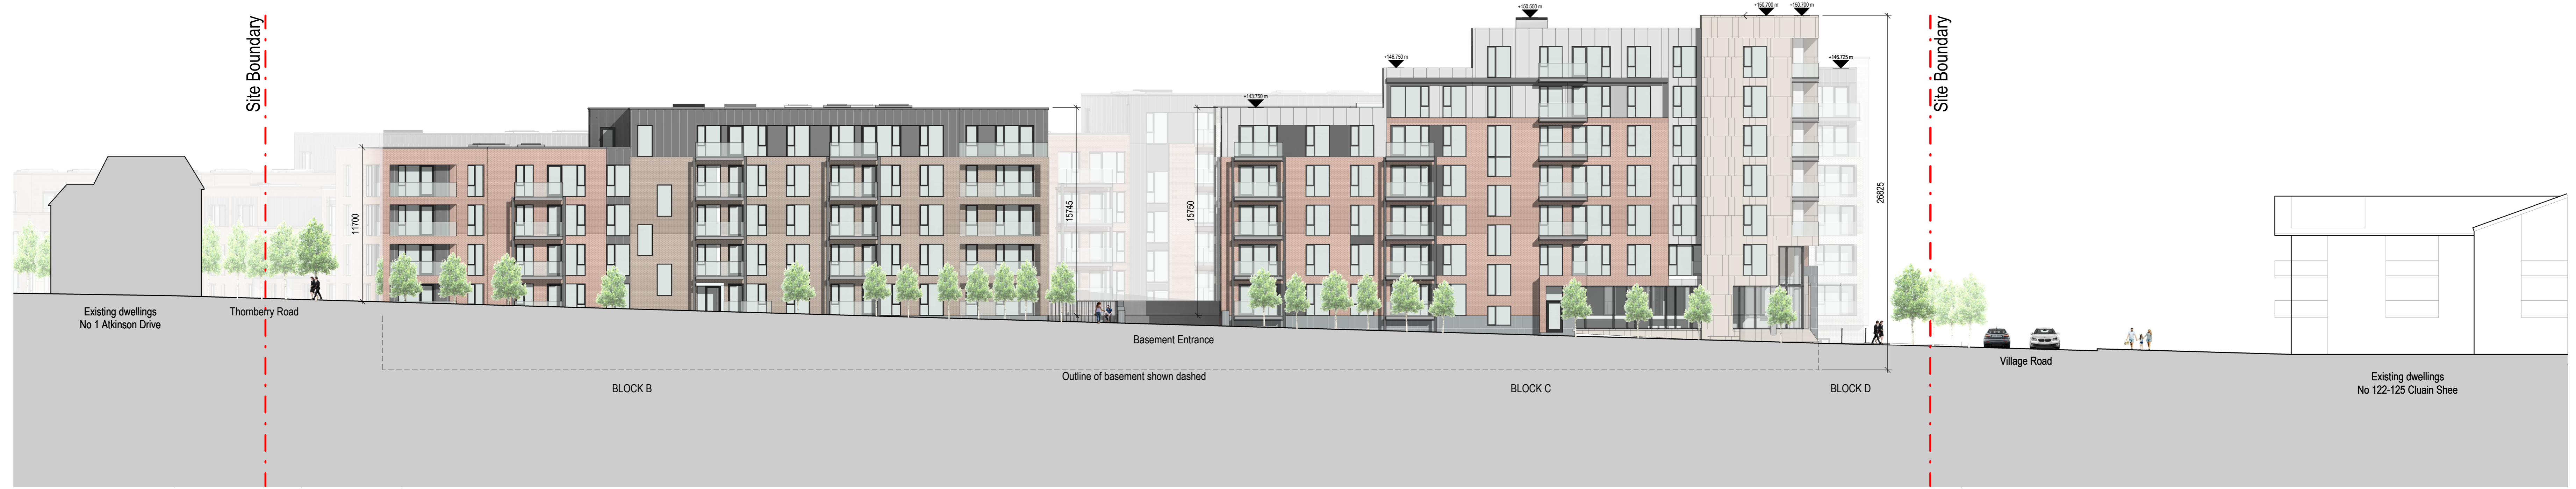 Site Boundary
+150.550 m
+150.700 m
+150.700 m
Site Boundary
+146.750 m
+146.725 m
+143.750 m
11700
15745
15750
26825
Existing dwellings
No 1 Atkinson Drive
Thornberry Road
Basement Entrance
Village Road
Outline of basement shown dashed
Existing dwellings
No 122-125 Cluain Shee
BLOCK B
BLOCK C
BLOCK D